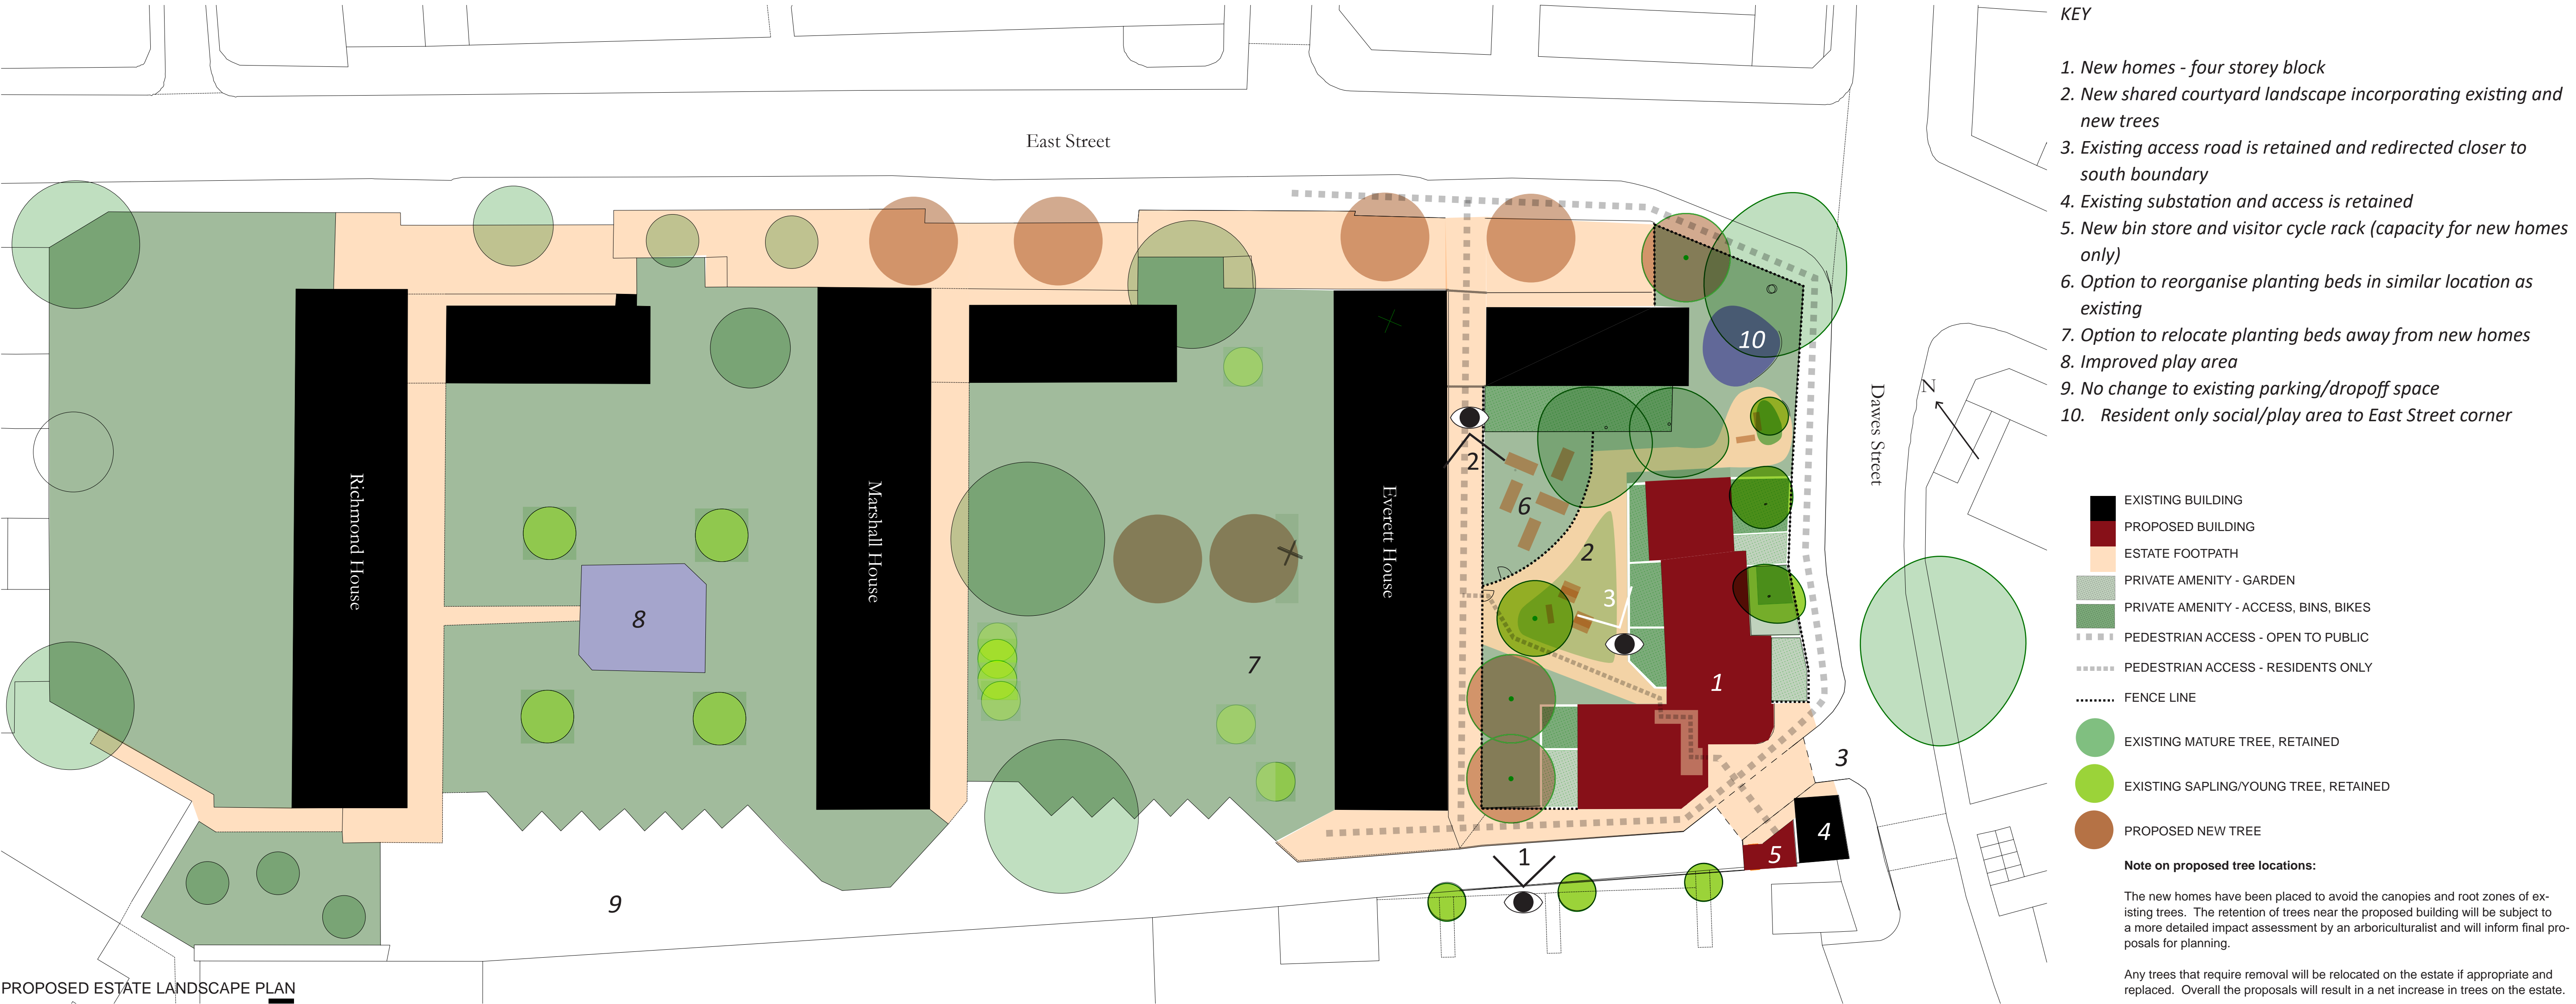 East Street
Dawes Street
N
Richmond House
Marshall House
Everett House
10
2
6
2
3
8
7
1
3
4
5
1
9
PROPOSED ESTATE LANDSCAPE PLAN
KEY
1. New homes - four storey block
2. New shared courtyard landscape incorporating existing and
new trees
3. Existing access road is retained and redirected closer to
south boundary
4. Existing substation and access is retained
5. New bin store and visitor cycle rack (capacity for new homes
only)
6. Option to reorganise planting beds in similar location as
existing
7. Option to relocate planting beds away from new homes
8. Improved play area
9. No change to existing parking/dropoff space
10. Resident only social/play area to East Street corner
EXISTING BUILDING
PROPOSED BUILDING
ESTATE FOOTPATH
PRIVATE AMENITY - GARDEN
PRIVATE AMENITY - ACCESS, BINS, BIKES
PEDESTRIAN ACCESS - OPEN TO PUBLIC
PEDESTRIAN ACCESS - RESIDENTS ONLY
FENCE LINE
EXISTING MATURE TREE, RETAINED
EXISTING SAPLING/YOUNG TREE, RETAINED
PROPOSED NEW TREE
Note on proposed tree locations:
The new homes have been placed to avoid the canopies and root zones of ex-
isting trees. The retention of trees near the proposed building will be subject to
a more detailed impact assessment by an arboriculturalist and will inform final pro-
posals for planning.
Any trees that require removal will be relocated on the estate if appropriate and
replaced. Overall the proposals will result in a net increase in trees on the estate.